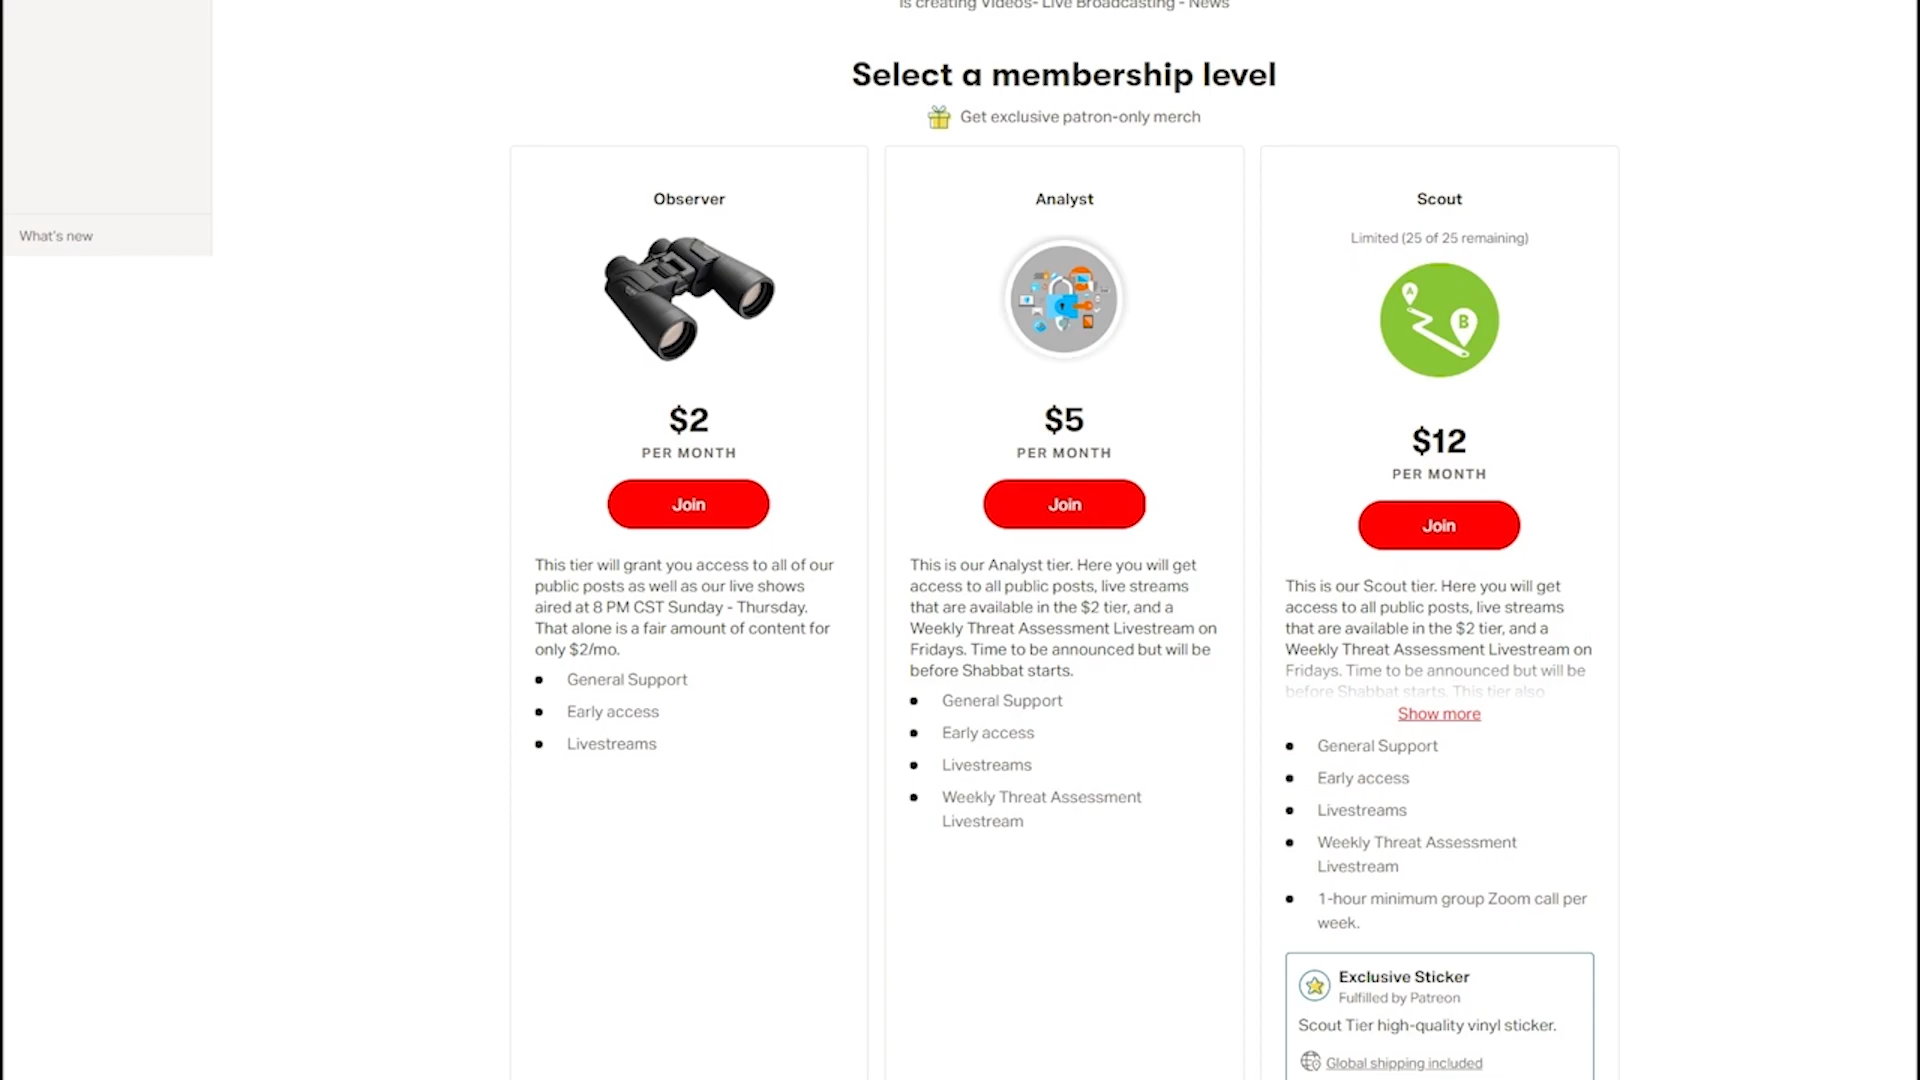 is creating Videos- Live Broadcasting - News
Select a membership level
Get exclusive patron-only merch
What's new
Observer
$2
PER MONTH
Join
This tier will grant you access to all of our
public posts as well as our live shows
aired at 8 PM CST Sunday - Thursday.
That alone is a fair amount of content for
only $2/mo.
General Support
Early access
Livestreams
Analyst
$5
PER MONTH
Join
This is our Analyst tier. Here you will get
access to all public posts, live streams
that are available in the $2 tier, and a
Weekly Threat Assessment Livestream on
Fridays. Time to be announced but will be
before Shabbat starts.
General Support
Early access
Livestreams
Weekly Threat Assessment
Livestream
Scout
Limited (25 of 25 remaining)
A
B
$12
PER MONTH
Join
This is our Scout tier. Here you will get
access to all public posts, live streams
that are available in the $2 tier, and a
Weekly Threat Assessment Livestream on
Fridays. Time to be announced but will be
before Shabbat starts. This tier also
Show more
General Support
Early access
Livestreams
Weekly Threat Assessment
Livestream
1-hour minimum group Zoom call per
week.
Exclusive Sticker
Fulfilled by Patreon
Scout Tier high-quality vinyl sticker.
Global shipping included